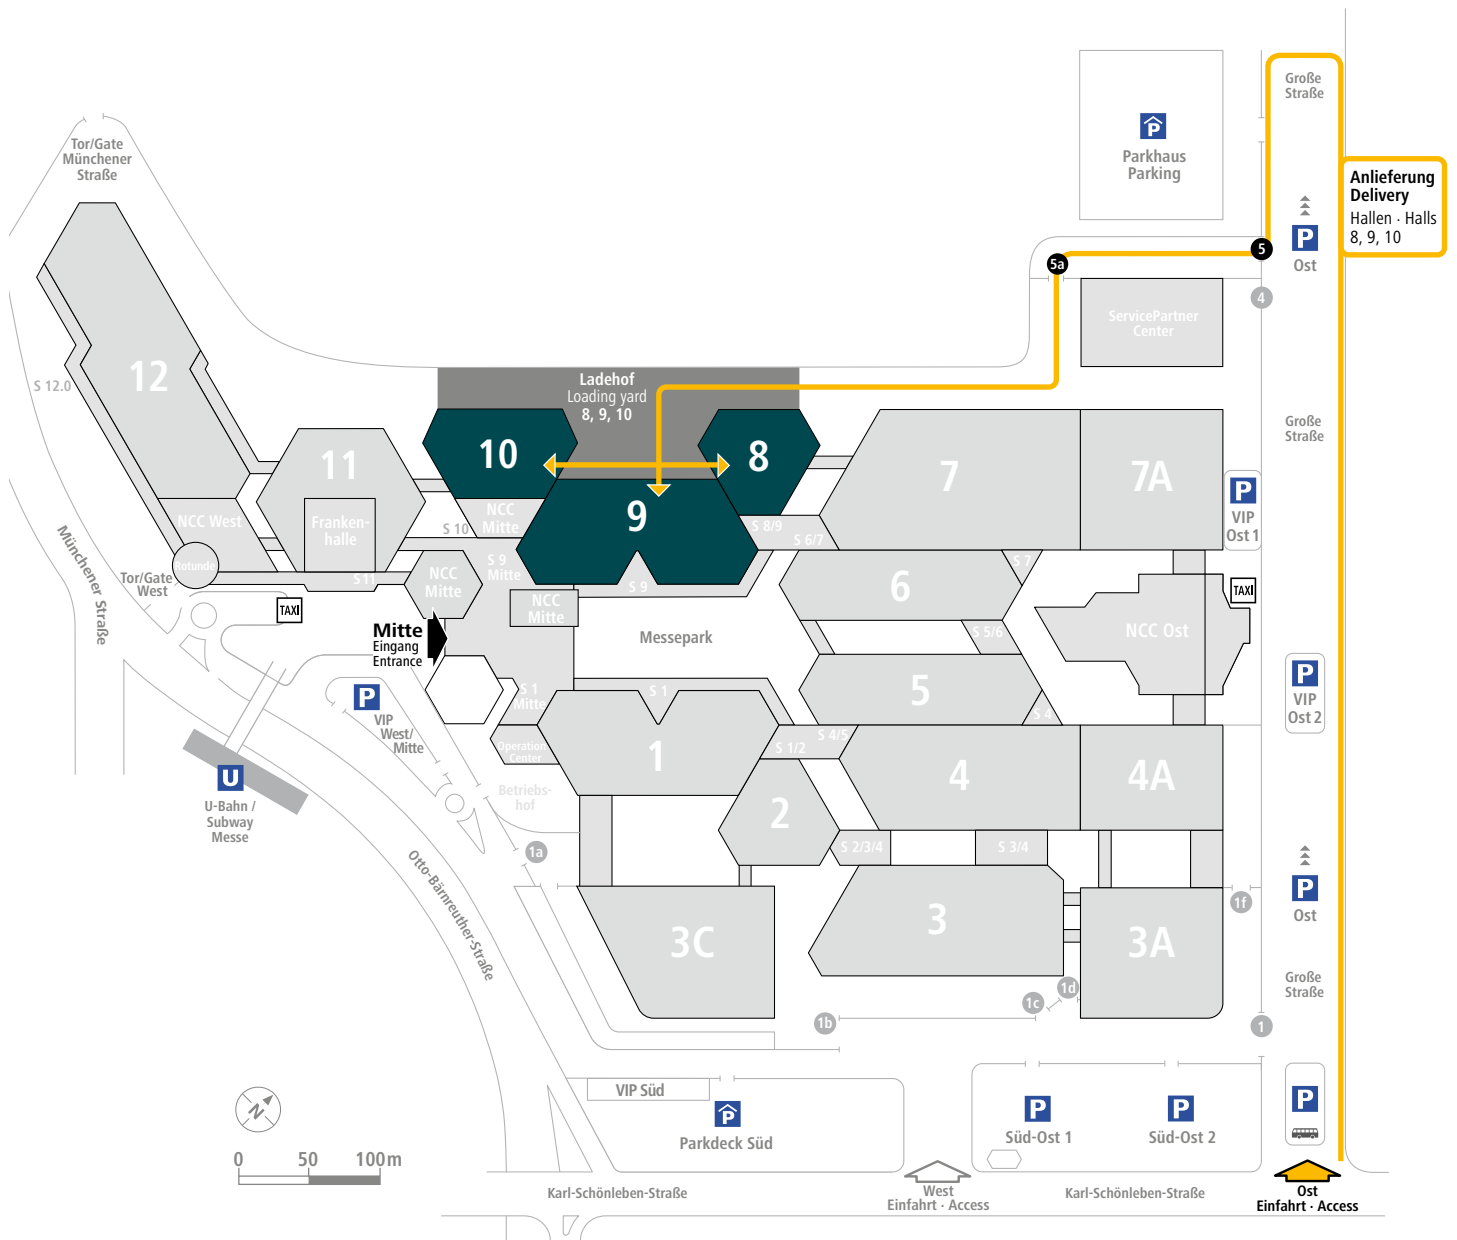 Große
Straße
P
Parkhaus
Parking
Tor/Gate
Münchener
Straße
Anlieferung
Delivery
Hallen · Halls
8, 9, 10
P
Ost
5
5a
4
ServicePartner
Center
12
S 12.0
Ladehof
Loading yard
8, 9, 10
10
8
9
11
7
7A
Große
Straße
P
VIP
Ost 1
NCC West
Franken-
halle
S 10
NCC
Mitte
S 8/9
S 6/7
Rotunde
S 11
Tor/Gate
West
NCC
Mitte
S 9
Mitte
S 9
S 7
6
TAXI
TAXI
NCC
Mitte
Münchener Straße
Mitte
Eingang
Entrance
Messepark
S 5/6
NCC Ost
P
VIP
Ost 2
P
VIP
West/
Mitte
S 1
Mitte
S 1
5
S 4
Operation
Center
1
S 1/2
S 4/5
4
4A
U
U-Bahn /
Subway
Messe
Betriebs-
hof
2
1a
S 2/3/4
S 3/4
Otto-Bärnreuther-Straße
P
Ost
1f
3C
3
3A
1d
1c
1b
Große
Straße
1
N
0
50
100m
VIP Süd
P
Parkdeck Süd
P
Süd-Ost 1
P
Süd-Ost 2
P
Karl-Schönleben-Straße
West
Einfahrt · Access
Karl-Schönleben-Straße
Ost
Einfahrt · Access